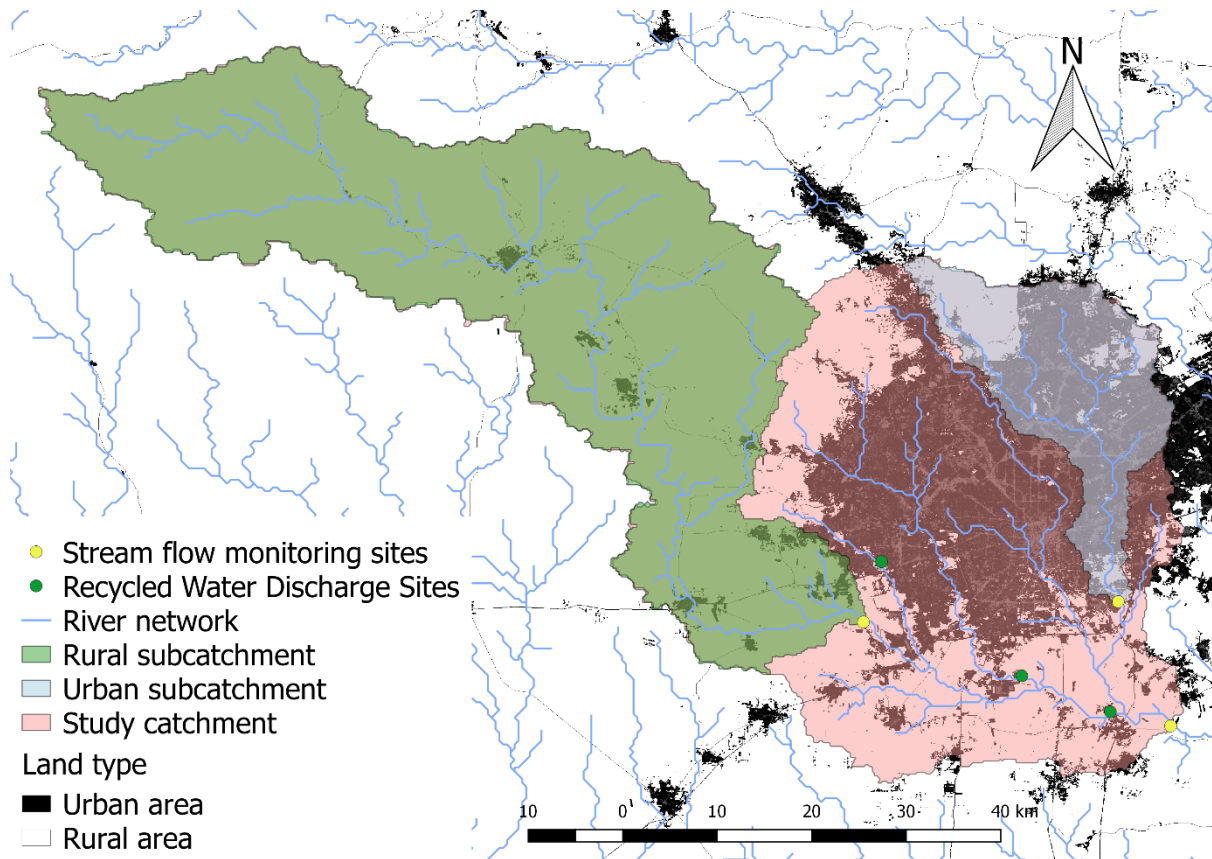 N
Stream flow monitoring sites
Recycled Water Discharge Sites
River network
Rural subcatchment
Urban subcatchment
Study catchment
Land type
Urban area
Rural area
10 0 10 20 30 40 km